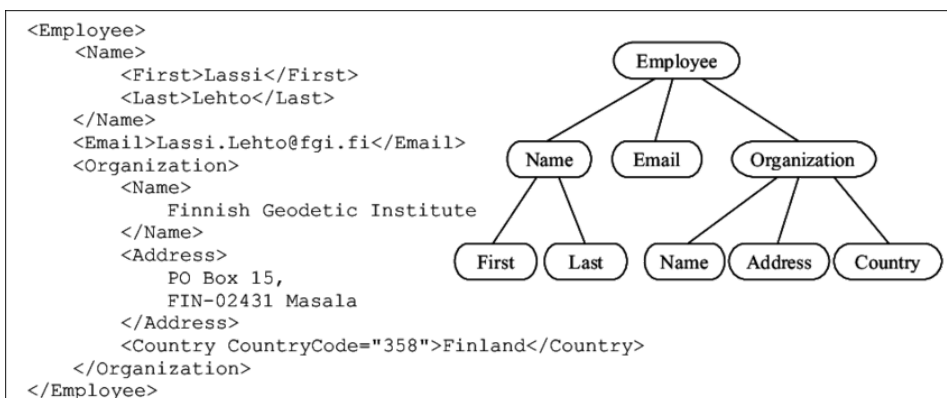 <Employee>
<Name>
<First>Lassi</First>
<Last>Lehto</Last>
</Name>
<Email>Lassi.Lehto@fgi.fi</Email>
<Organization>
<Name>
Finnish Geodetic Institute
</Name>
<Address>
PO Box 15,
FIN-02431 Masala
</Address>
<Country CountryCode="358">Finland</Country>
</Organization>
</Employee>
Employee
Name Email Organization
First Last Name Address Country